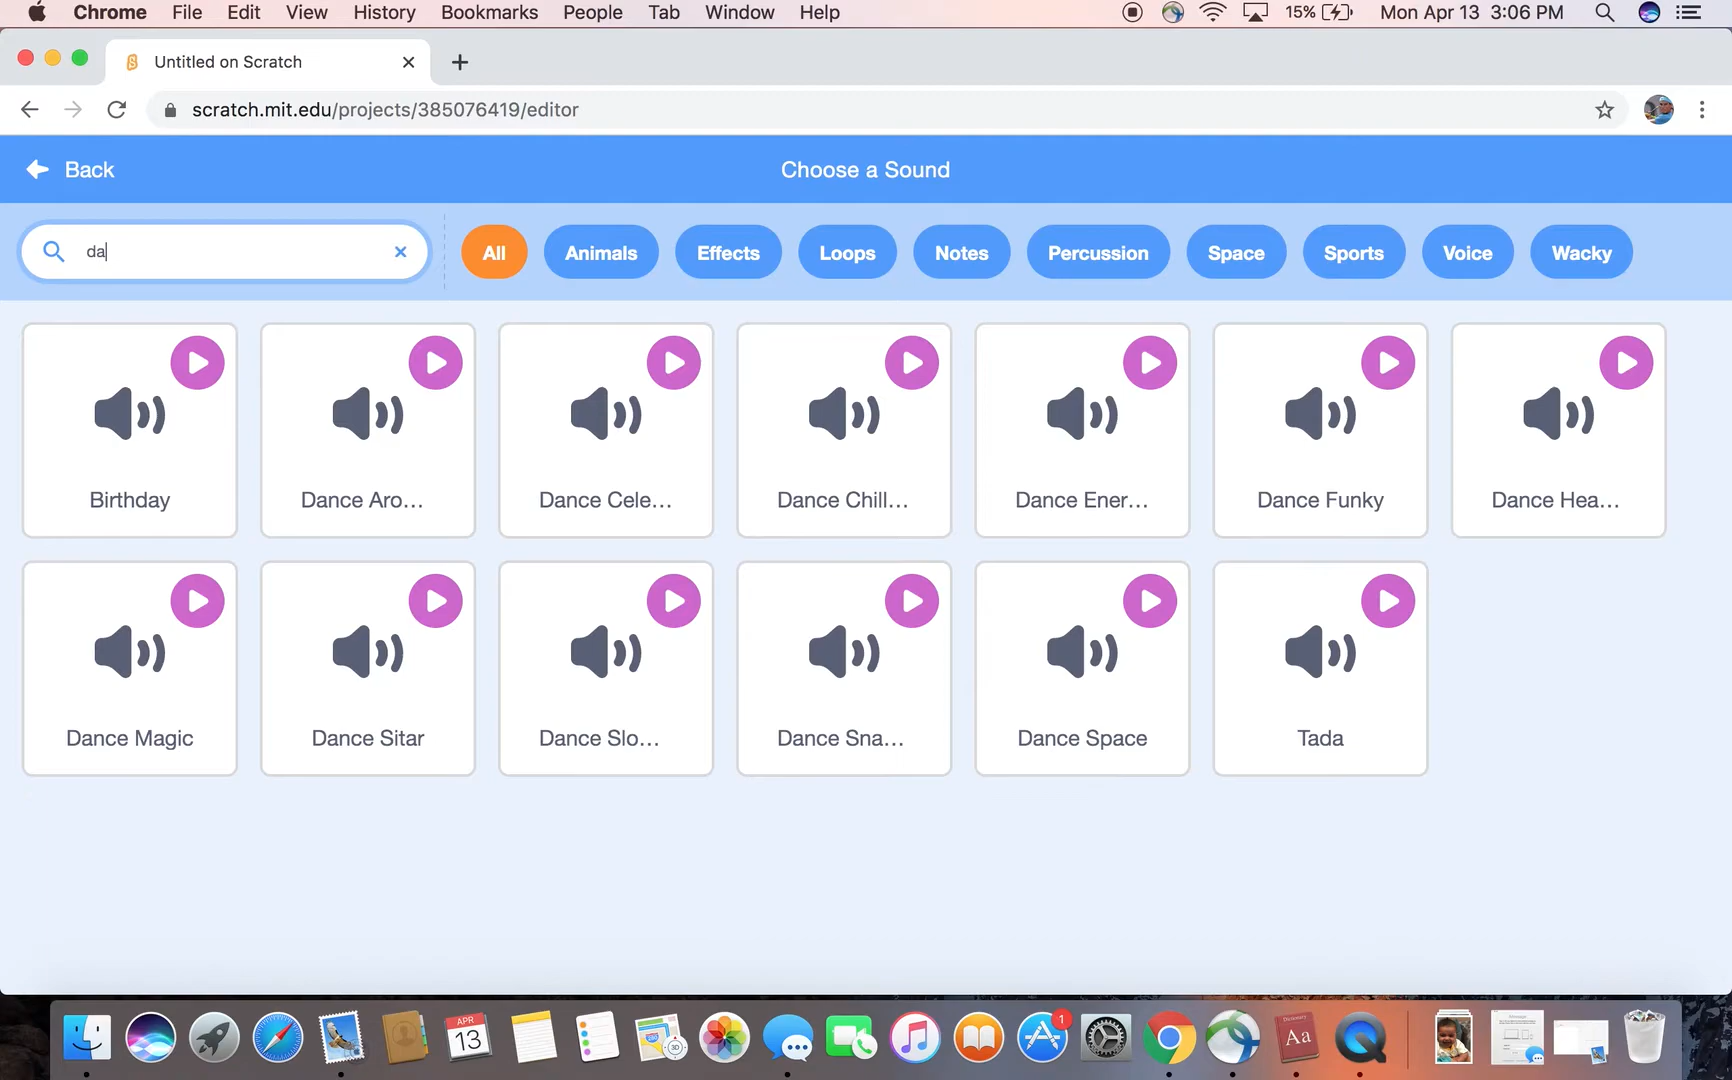 Chrome File Edit View History Bookmarks People Tab Window Help 15% Mon Apr 13 3:06 PM
Untitled on Scratch
scratch.mit.edu/projects/385076419/editor
Back Choose a Sound
da All Animals Effects Loops Notes Percussion Space Sports Voice Wacky
Birthday Dance Aro... Dance Cele... Dance Chill... Dance Ener... Dance Funky Dance Hea...
Dance Magic Dance Sitar Dance Slo... Dance Sna... Dance Space Tada
APR
13
3D
1
Dictionary
Aa